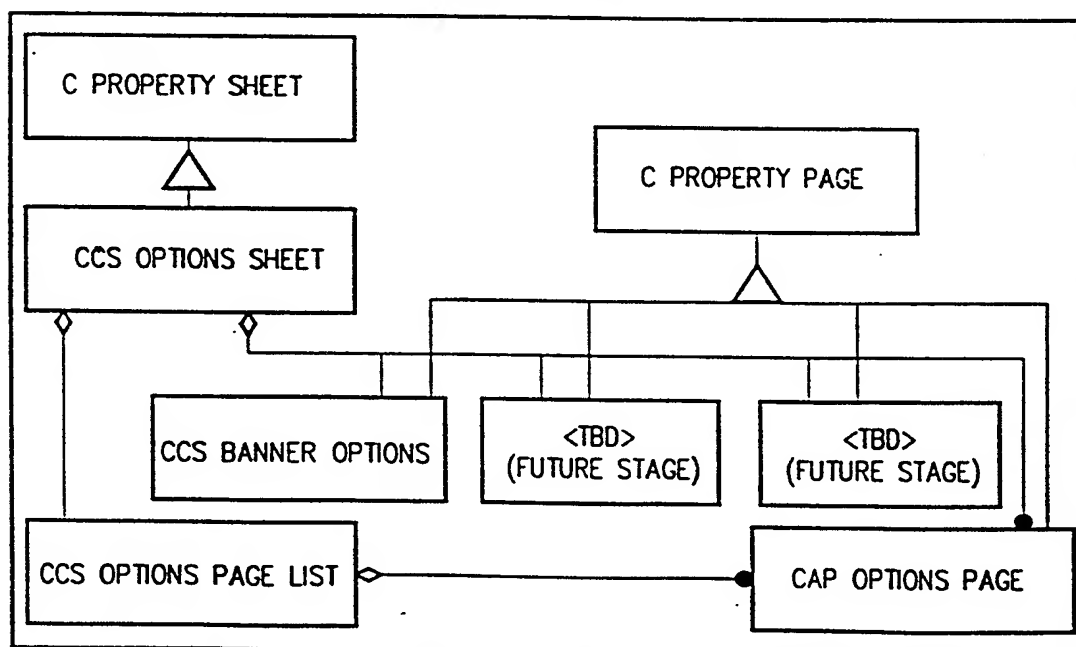 C PROPERTY SHEET
C PROPERTY PAGE
CCS OPTIONS SHEET
CCS BANNER OPTIONS
<TBD>
(FUTURE STAGE)
<TBD>
(FUTURE STAGE)
CCS OPTIONS PAGE LIST
CAP OPTIONS PAGE